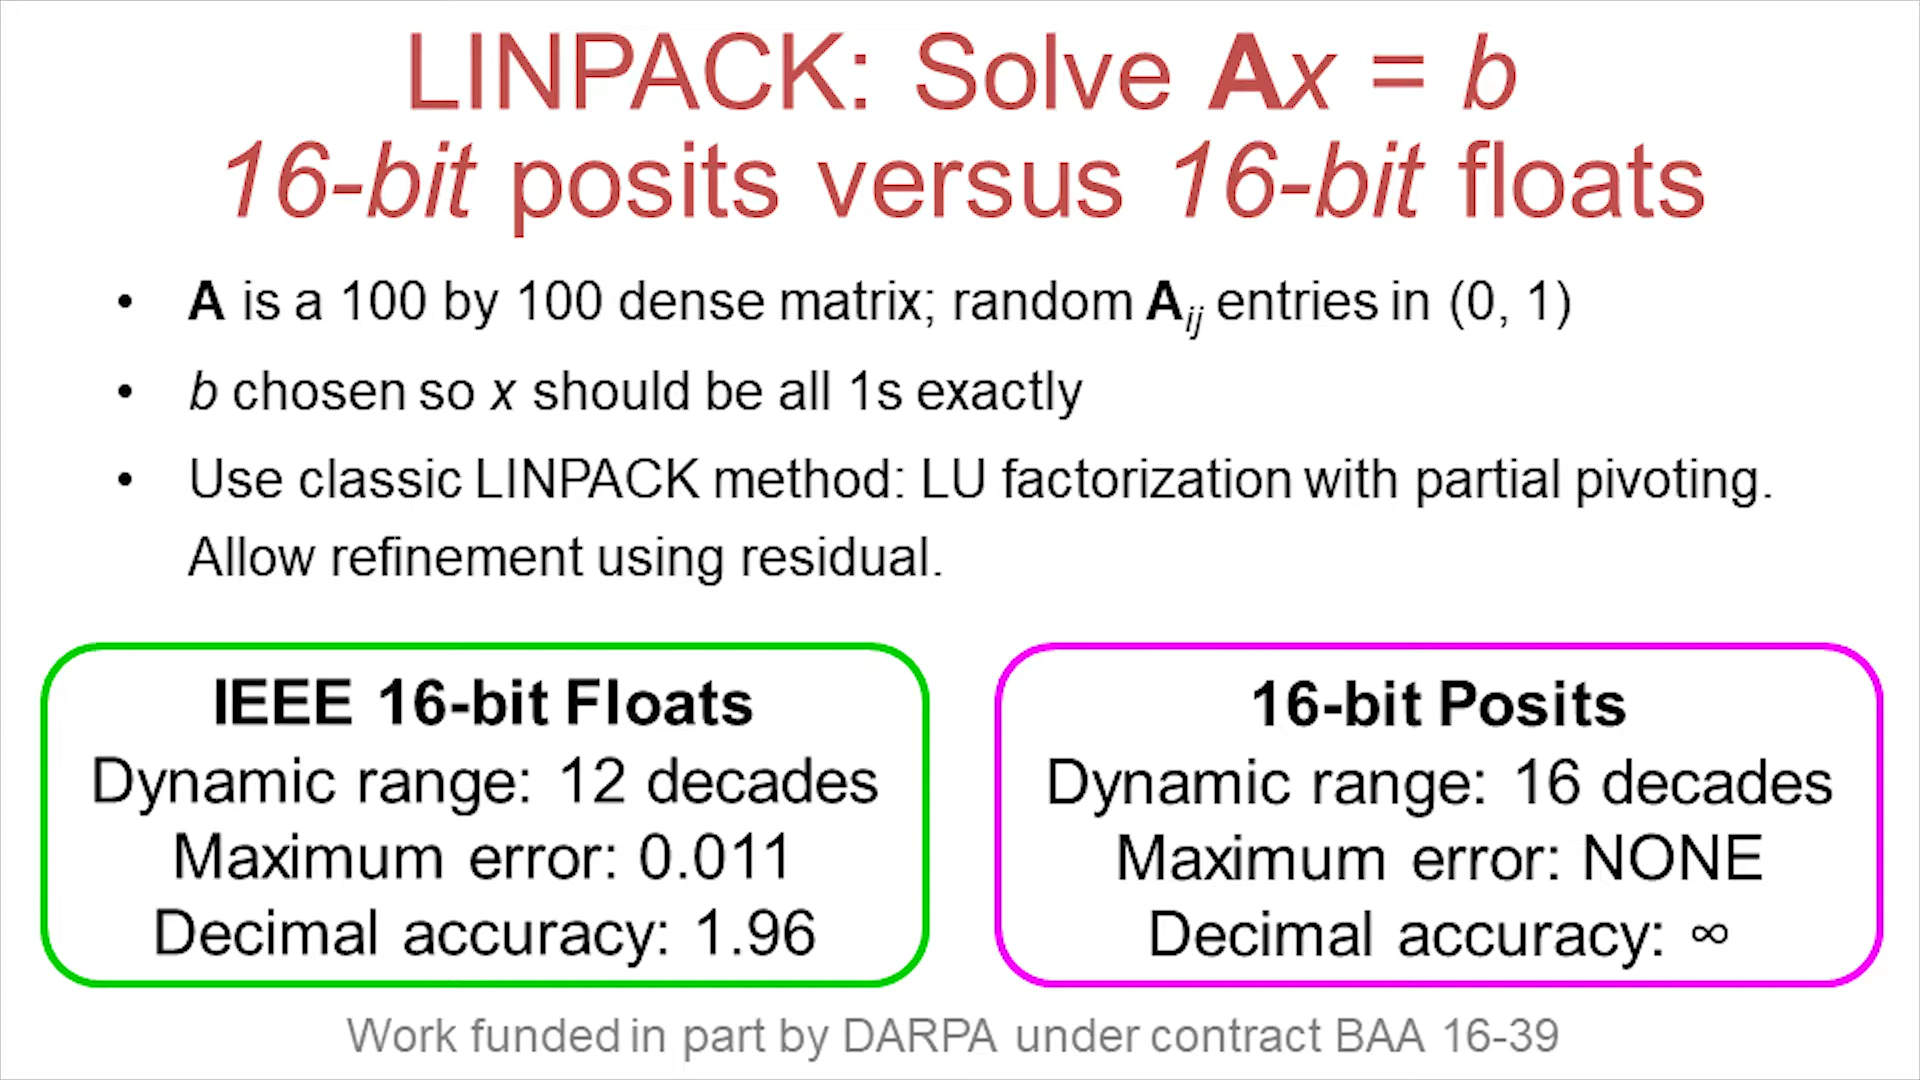 LINPACK: Solve Ax = b
16-bit posits versus 16-bit floats
• A is a 100 by 100 dense matrix; random Aij entries in (0, 1)
• b chosen so x should be all 1s exactly
• Use classic LINPACK method: LU factorization with partial pivoting.
Allow refinement using residual.
IEEE 16-bit Floats
Dynamic range: 12 decades
Maximum error: 0.011
Decimal accuracy: 1.96
16-bit Posits
Dynamic range: 16 decades
Maximum error: NONE
Decimal accuracy: ∞
Work funded in part by DARPA under contract BAA 16-39